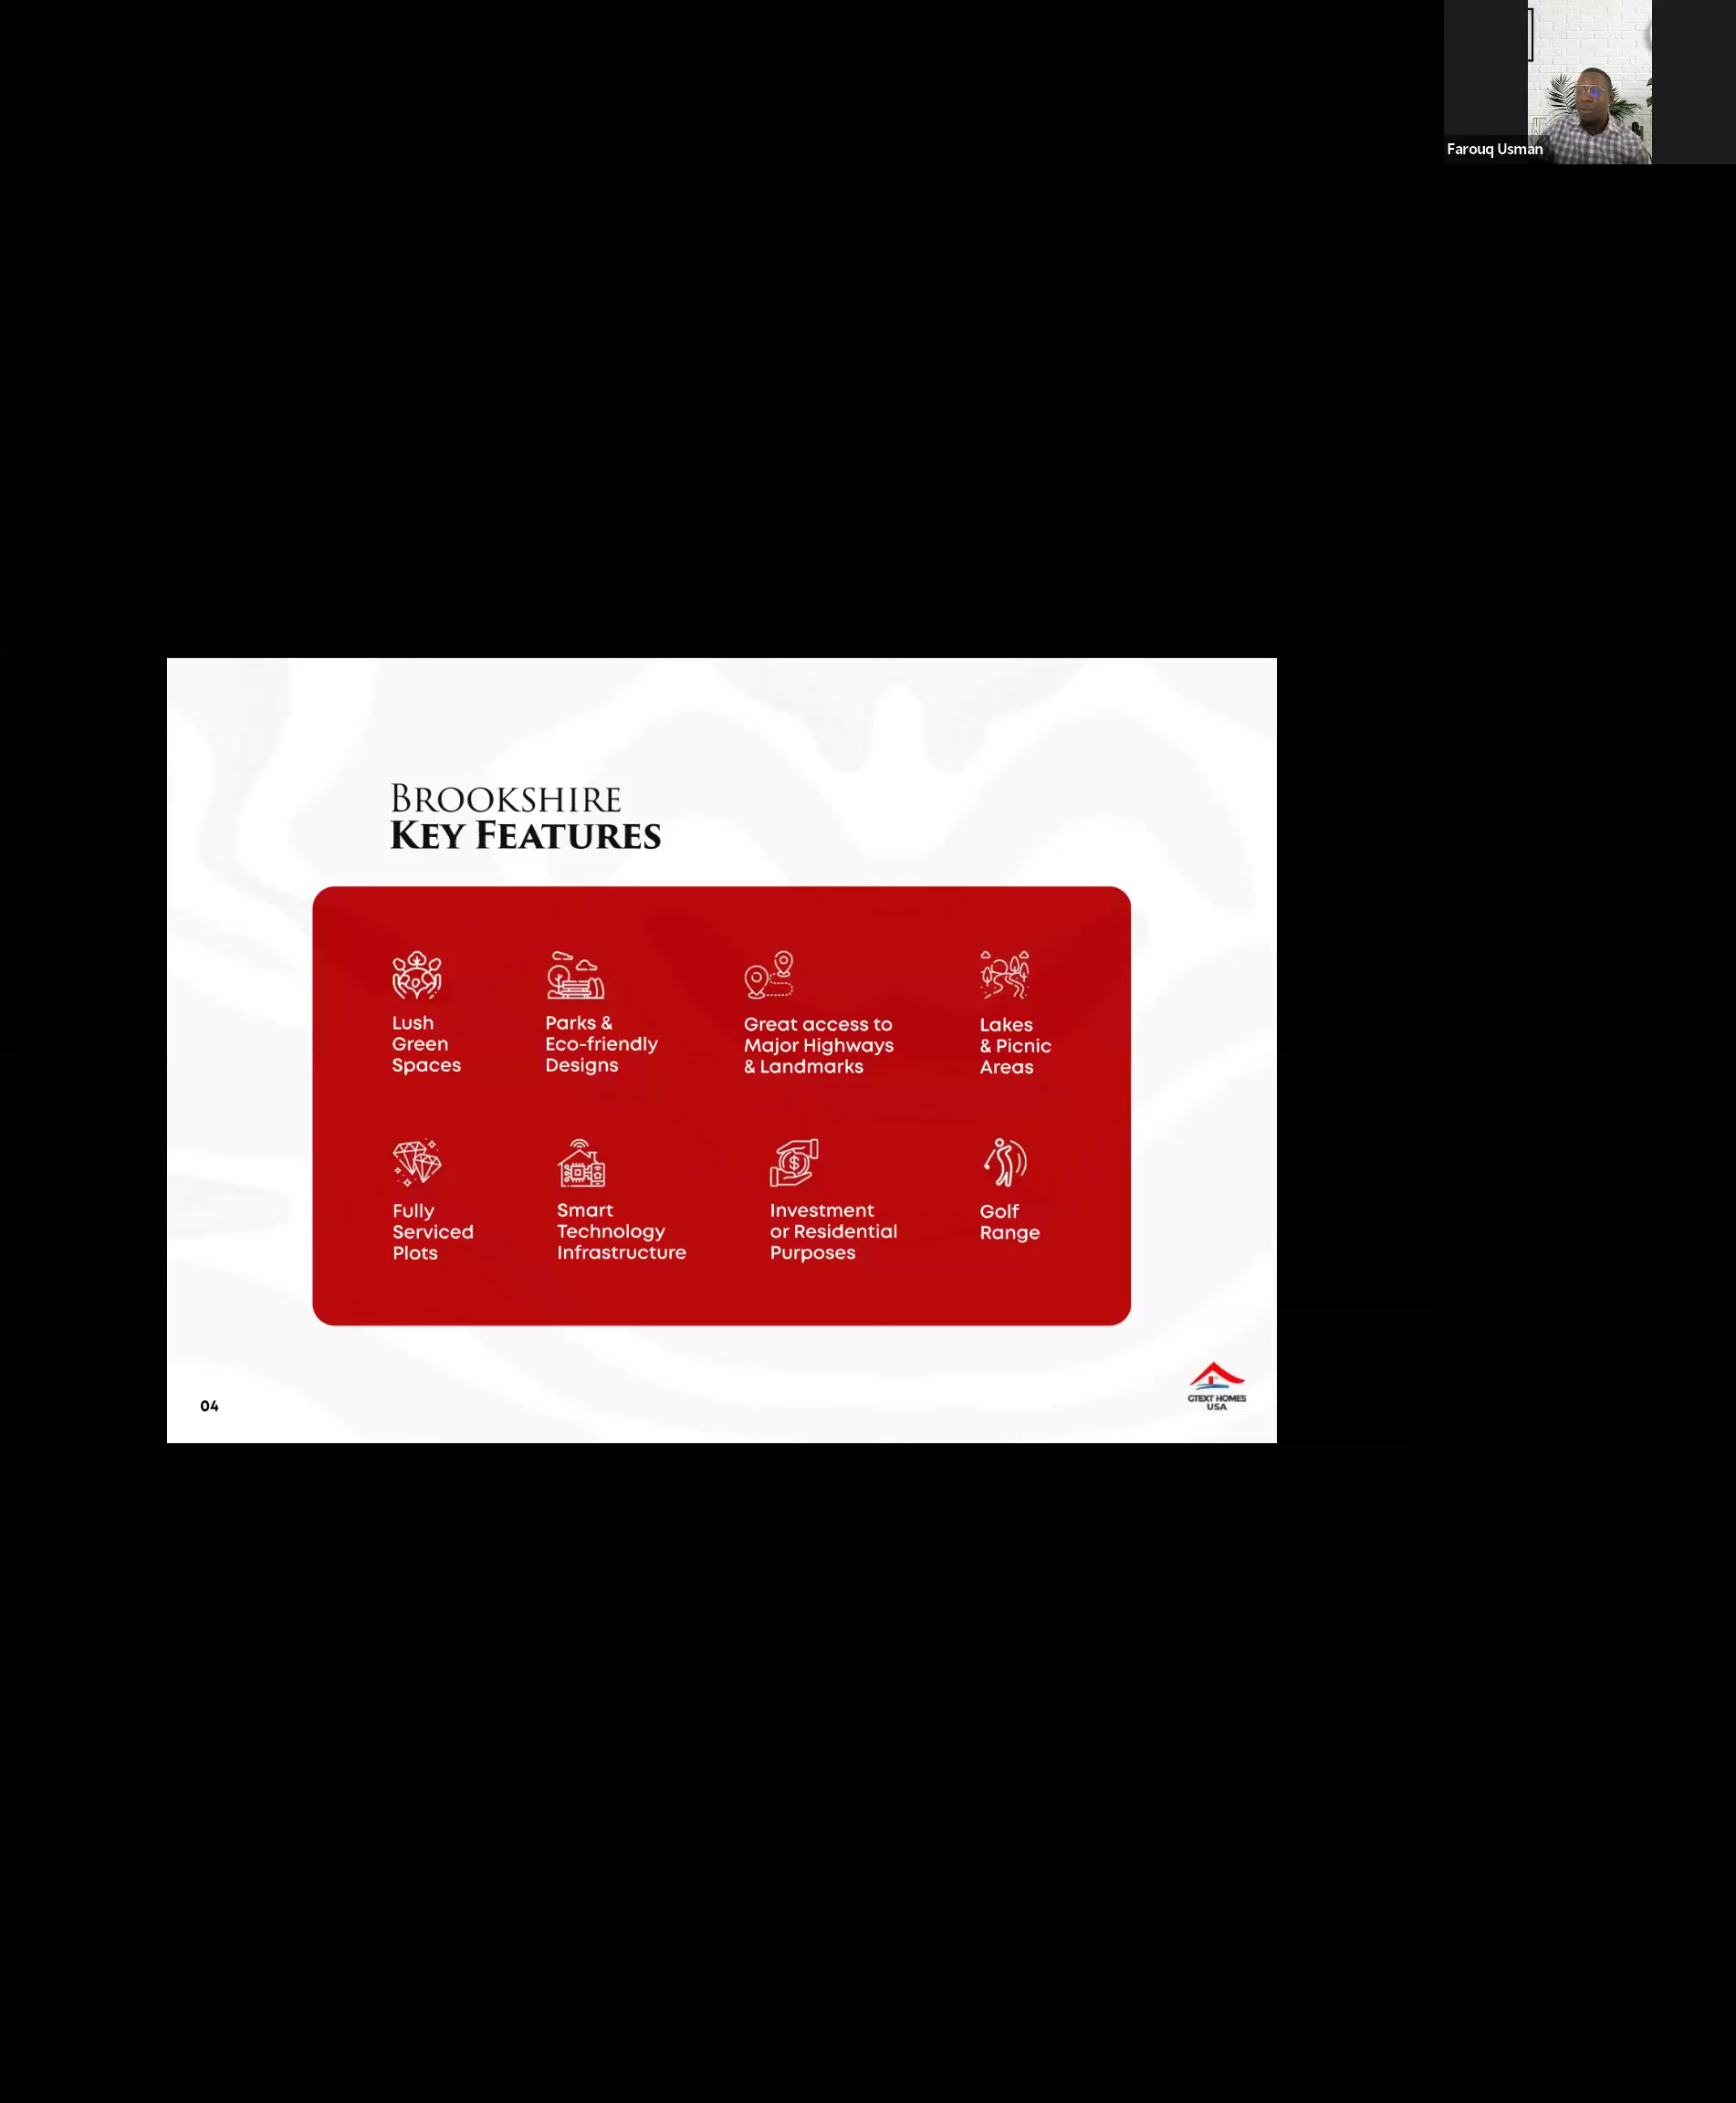 Farouq Usman
BROOKSHIRE
KEY FEATURES
Lush
Green
Spaces
Parks &
Eco-friendly
Designs
Great access to
Major Highways
& Landmarks
Lakes
& Picnic
Areas
Fully
Serviced
Plots
Smart
Technology
Infrastructure
Investment
or Residential
Purposes
Golf
Range
04
GTEXT HOMES
USA